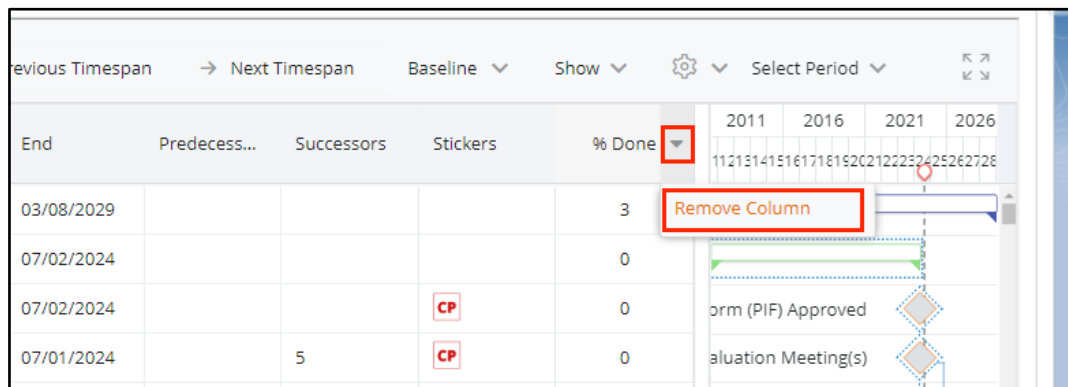 revious Timespan → Next Timespan Baseline Show Select Period
2011 2016 2021 2026
End Predecess... Successors Stickers % Done
03/08/2029 3 Remove Column
07/02/2024 0
07/02/2024 CP 0 orm (PIF) Approved
07/01/2024 5 CP 0 aluation Meeting(s)